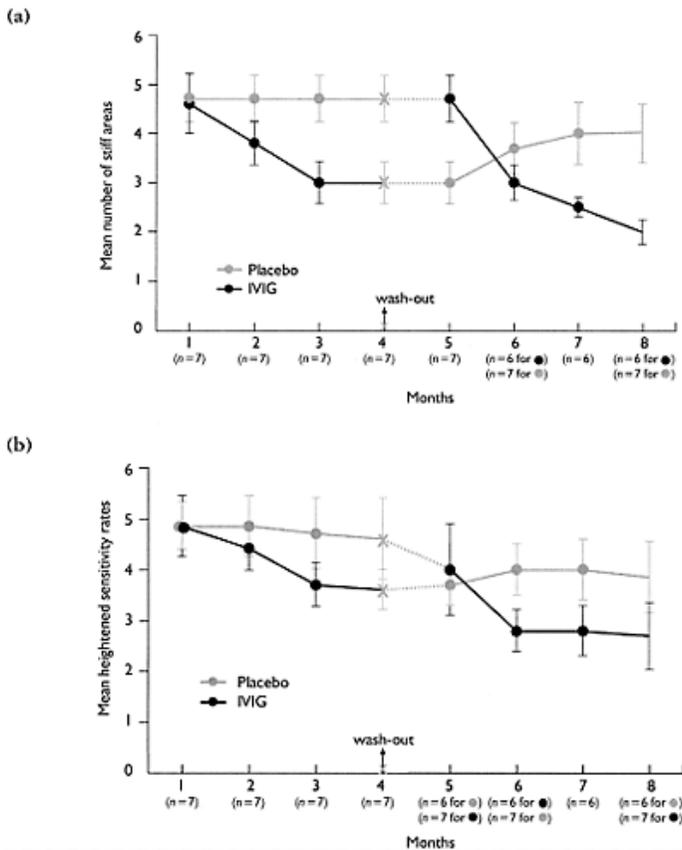 (a)
6
5
4
3
2
1
0
Mean number of stiff areas
Placebo
IVIG
wash-out
1 2 3 4 5 6 7 8
(n=7) (n=7) (n=7) (n=7) (n=7) (n=6 for ●) (n=6) (n=6 for ●)
(n=7 for ●) (n=7 for ●)
Months
(b)
6
5
4
3
2
1
0
Mean heightened sensitivity rates
Placebo
IVIG
wash-out
1 2 3 4 5 6 7 8
(n=7) (n=7) (n=7) (n=7) (n=6 for ●) (n=6 for ●) (n=6) (n=6 for ●)
(n=7 for ●) (n=7 for ●) (n=7 for ●)
Months